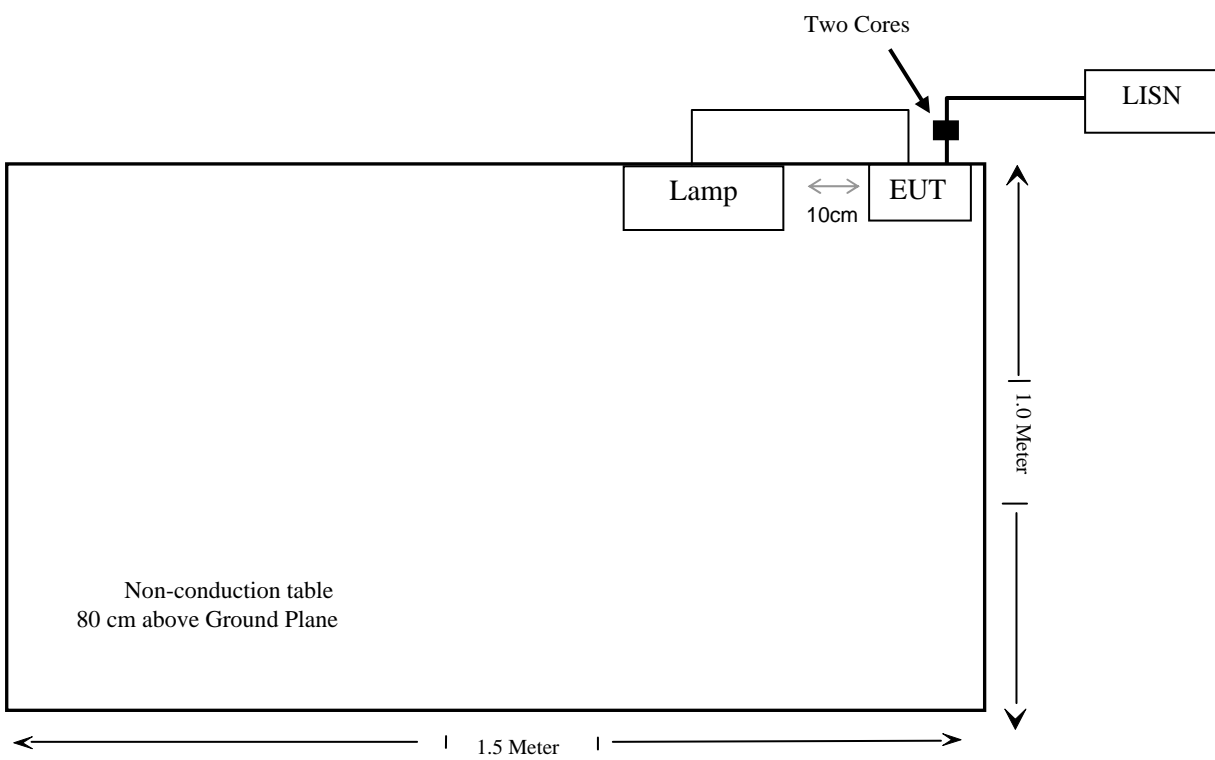 Two Cores
LISN
Lamp
EUT
10cm
1.0 Meter
Non-conduction table
80 cm above Ground Plane
1.5 Meter